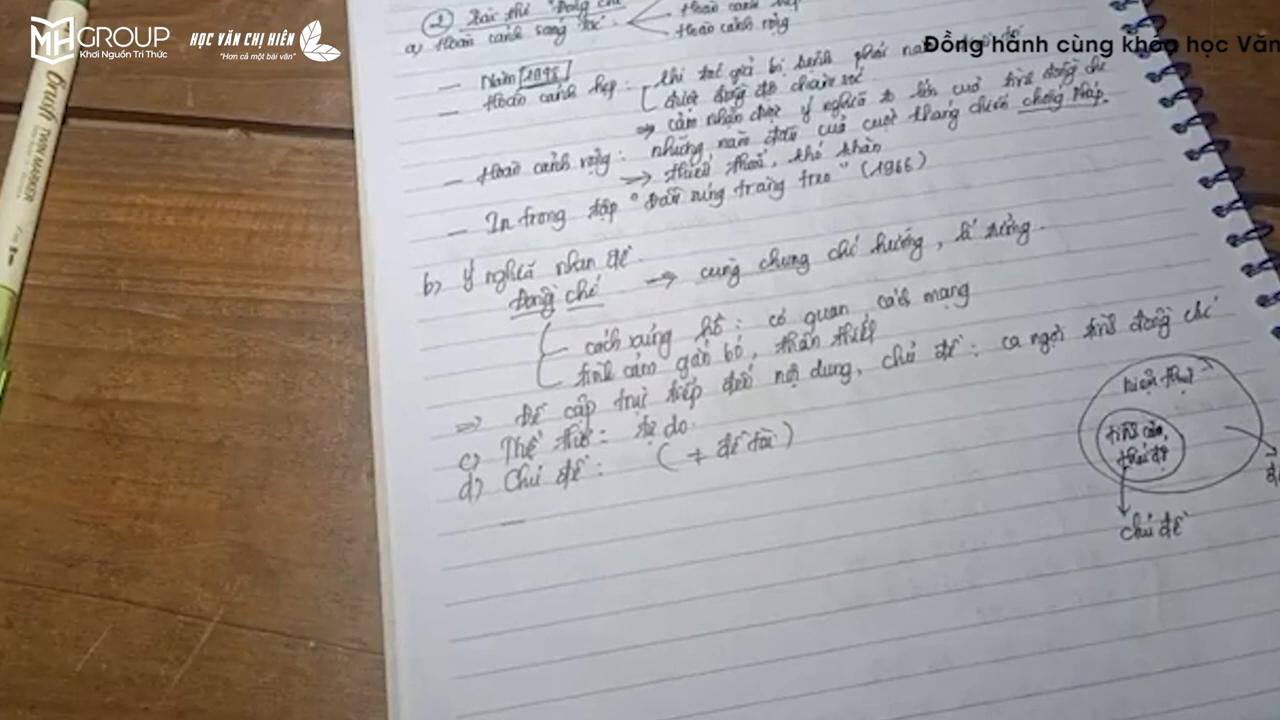 MH GROUP
Khơi Nguồn Tri Thức
HỌC VĂN CHỊ HIÊN
"Hơn cả một bài văn"
Đồng hành cùng khóa học Văn
TWIN MARKER
② Bài thơ "Đồng chí
a) Hoàn cảnh sáng tác:
Hoàn cảnh hẹp
Hoàn cảnh rộng
— Năm [1948]
— Hoàn cảnh hẹp: khi tác giả bị bệnh phải nằm
được đồng đội chăm sóc
=> cảm nhận được ý nghĩa to lớn của tình đồng chí
— Hoàn cảnh rộng: những năm đầu của cuộc kháng chiến chống Pháp.
=> thiếu thốn, khó khăn
— In trong tập "Đầu súng trăng treo" (1966)
b) Ý nghĩa nhan đề.
Đồng chí → cùng chung chí hướng, lí tưởng.
— cách xưng hô: cơ quan cách mạng
— tình cảm gắn bó, thân thiết
=> Đề cập trực tiếp đến nội dung, chủ đề: ca ngợi tình đồng chí
c) Thể thơ: tự do.
d) Chủ đề: (+ đề tài)
—
hiện thực
tình cảm,
thái độ
chủ đề